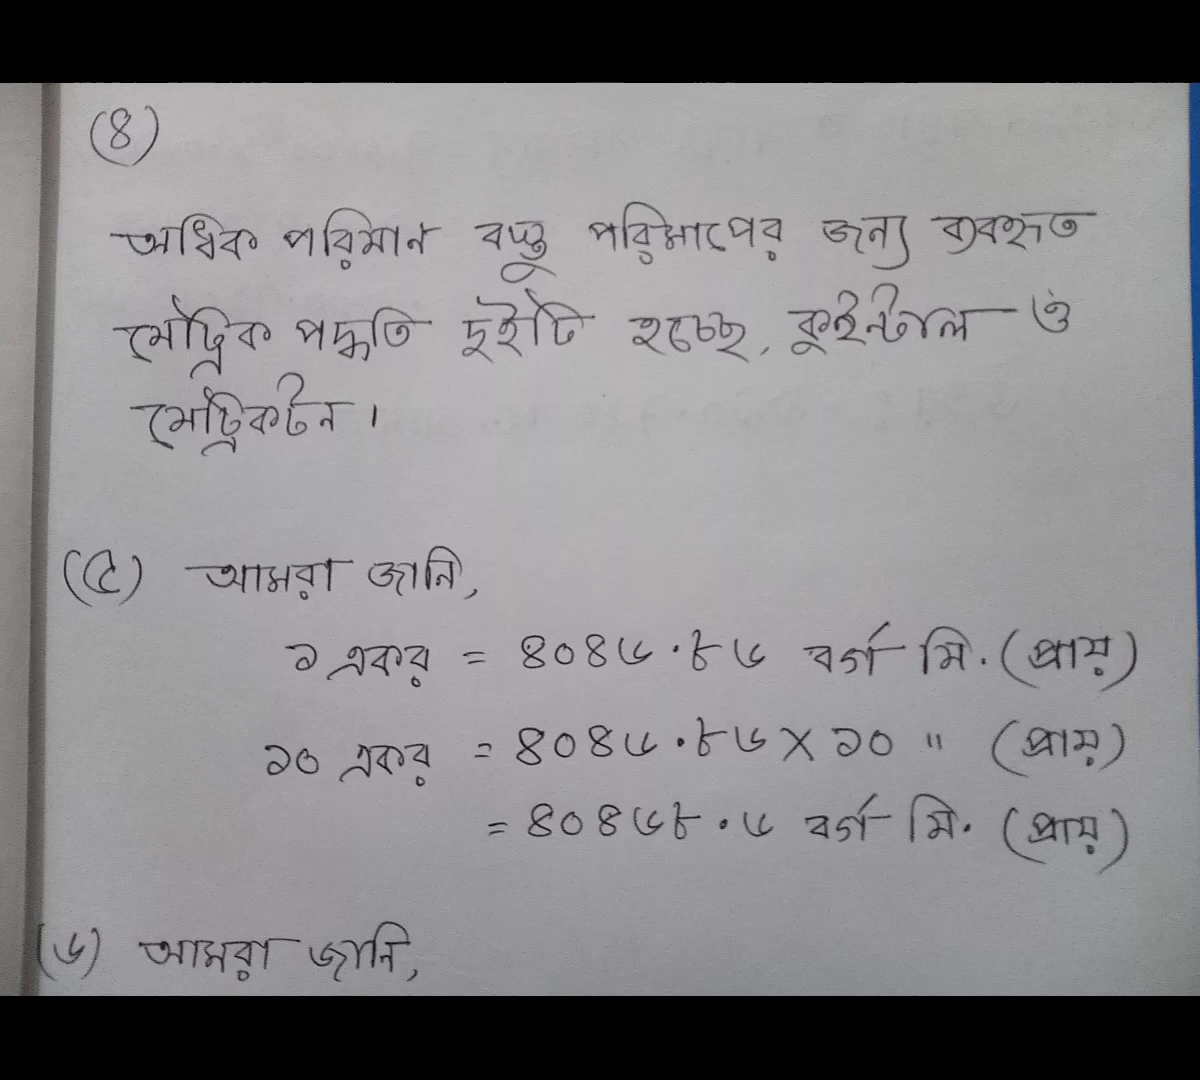 (৪)
অধিক পরিমান বস্তু পরিমাপের জন্য ব্যবহৃত
মেট্রিক পদ্ধতি দুইটি হচ্ছে, কুইন্টাল ও
মেট্রিকটন।
(৫) আমরা জানি,
১ একর = ৪০৪৬.৮৬ বর্গ মি. (প্রায়)
১০ একর = ৪০৪৬.৮৬ X ১০ " (প্রায়)
= ৪০৪৬৮.৬ বর্গ মি. (প্রায়)
(৬) আমরা জানি,